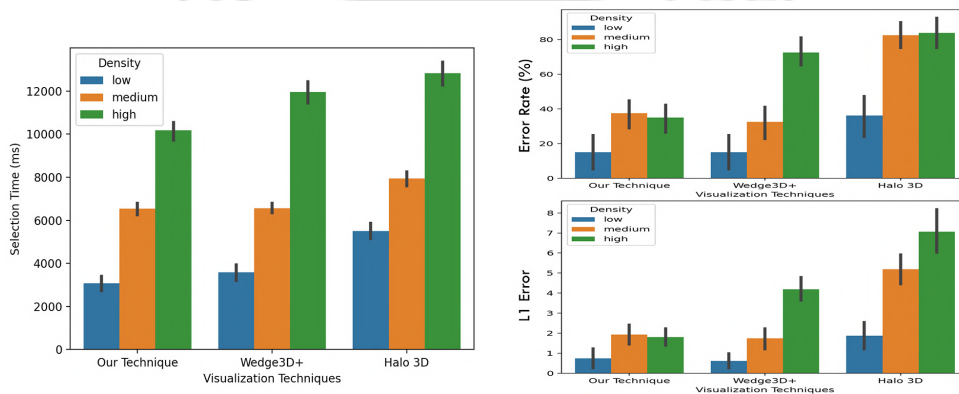 Density
low
medium
high
12000
10000
8000
6000
4000
2000
0
Selection Time (ms)
Our Technique
Wedge3D+
Halo 3D
Visualization Techniques
Density
low
medium
high
80
60
40
20
0
Error Rate (%)
Our Technique
Wedge3D+
Halo 3D
Visualization Techniques
Density
low
medium
high
8
7
6
5
4
3
2
1
0
L1 Error
Our Technique
Wedge3D+
Halo 3D
Visualization Techniques